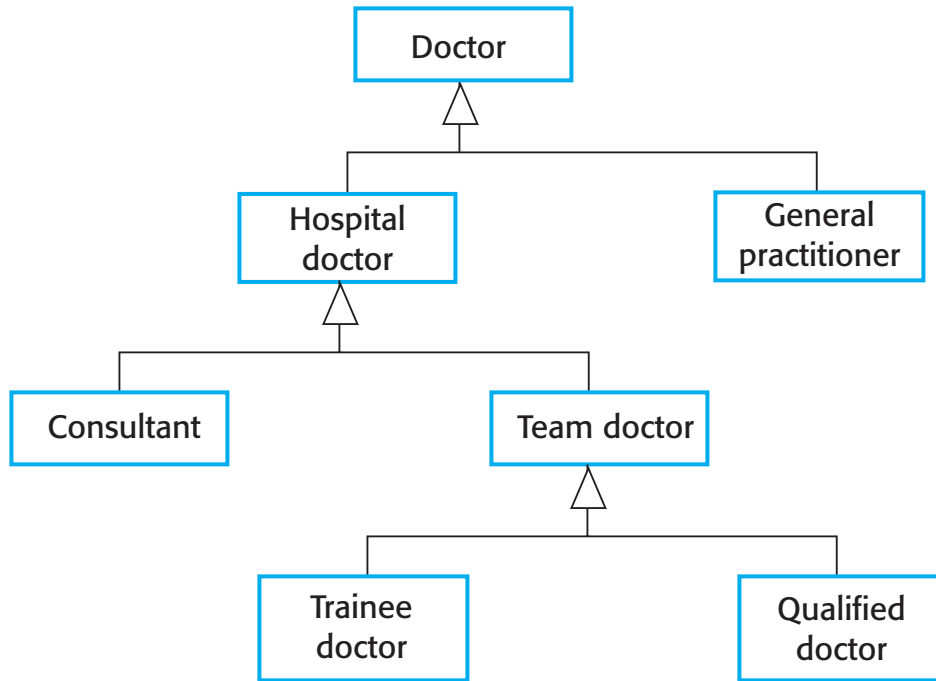 Doctor
Hospital
doctor
General
practitioner
Consultant
Team doctor
Trainee
doctor
Qualified
doctor